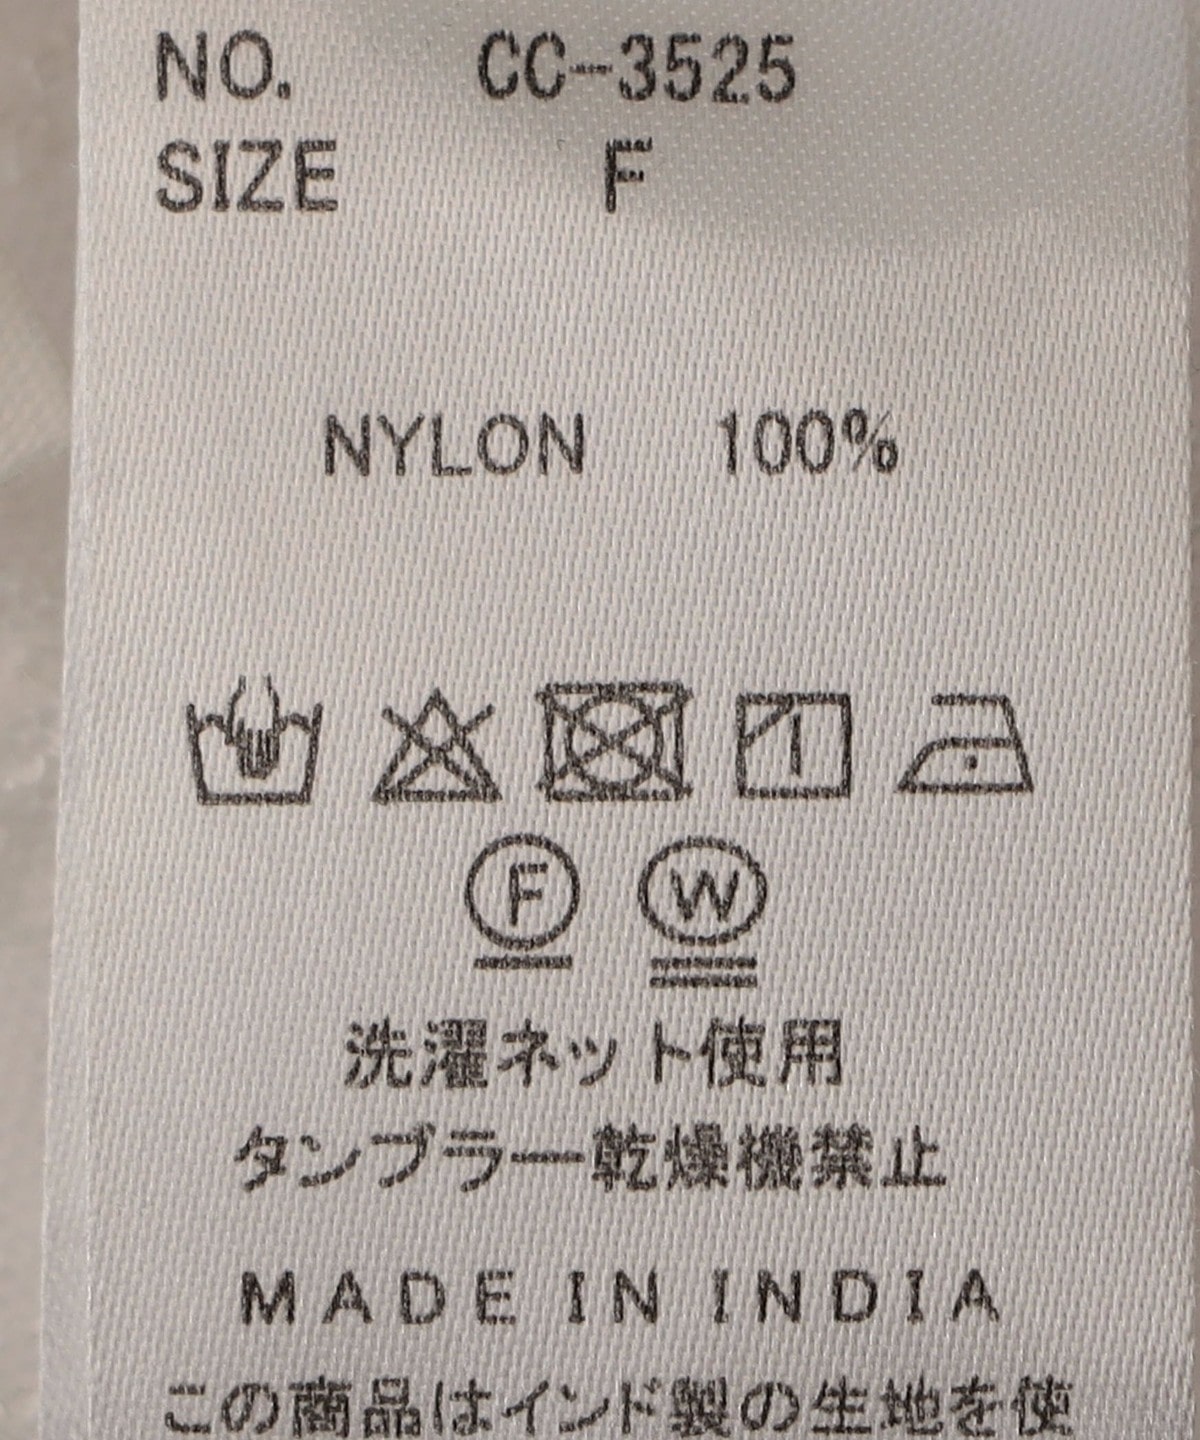 NO. CC-3525
SIZE F
NYLON 100%
F W
洗濯ネット使用
タンブラー乾燥機禁止
MADE IN INDIA
この商品はインド製の生地を使